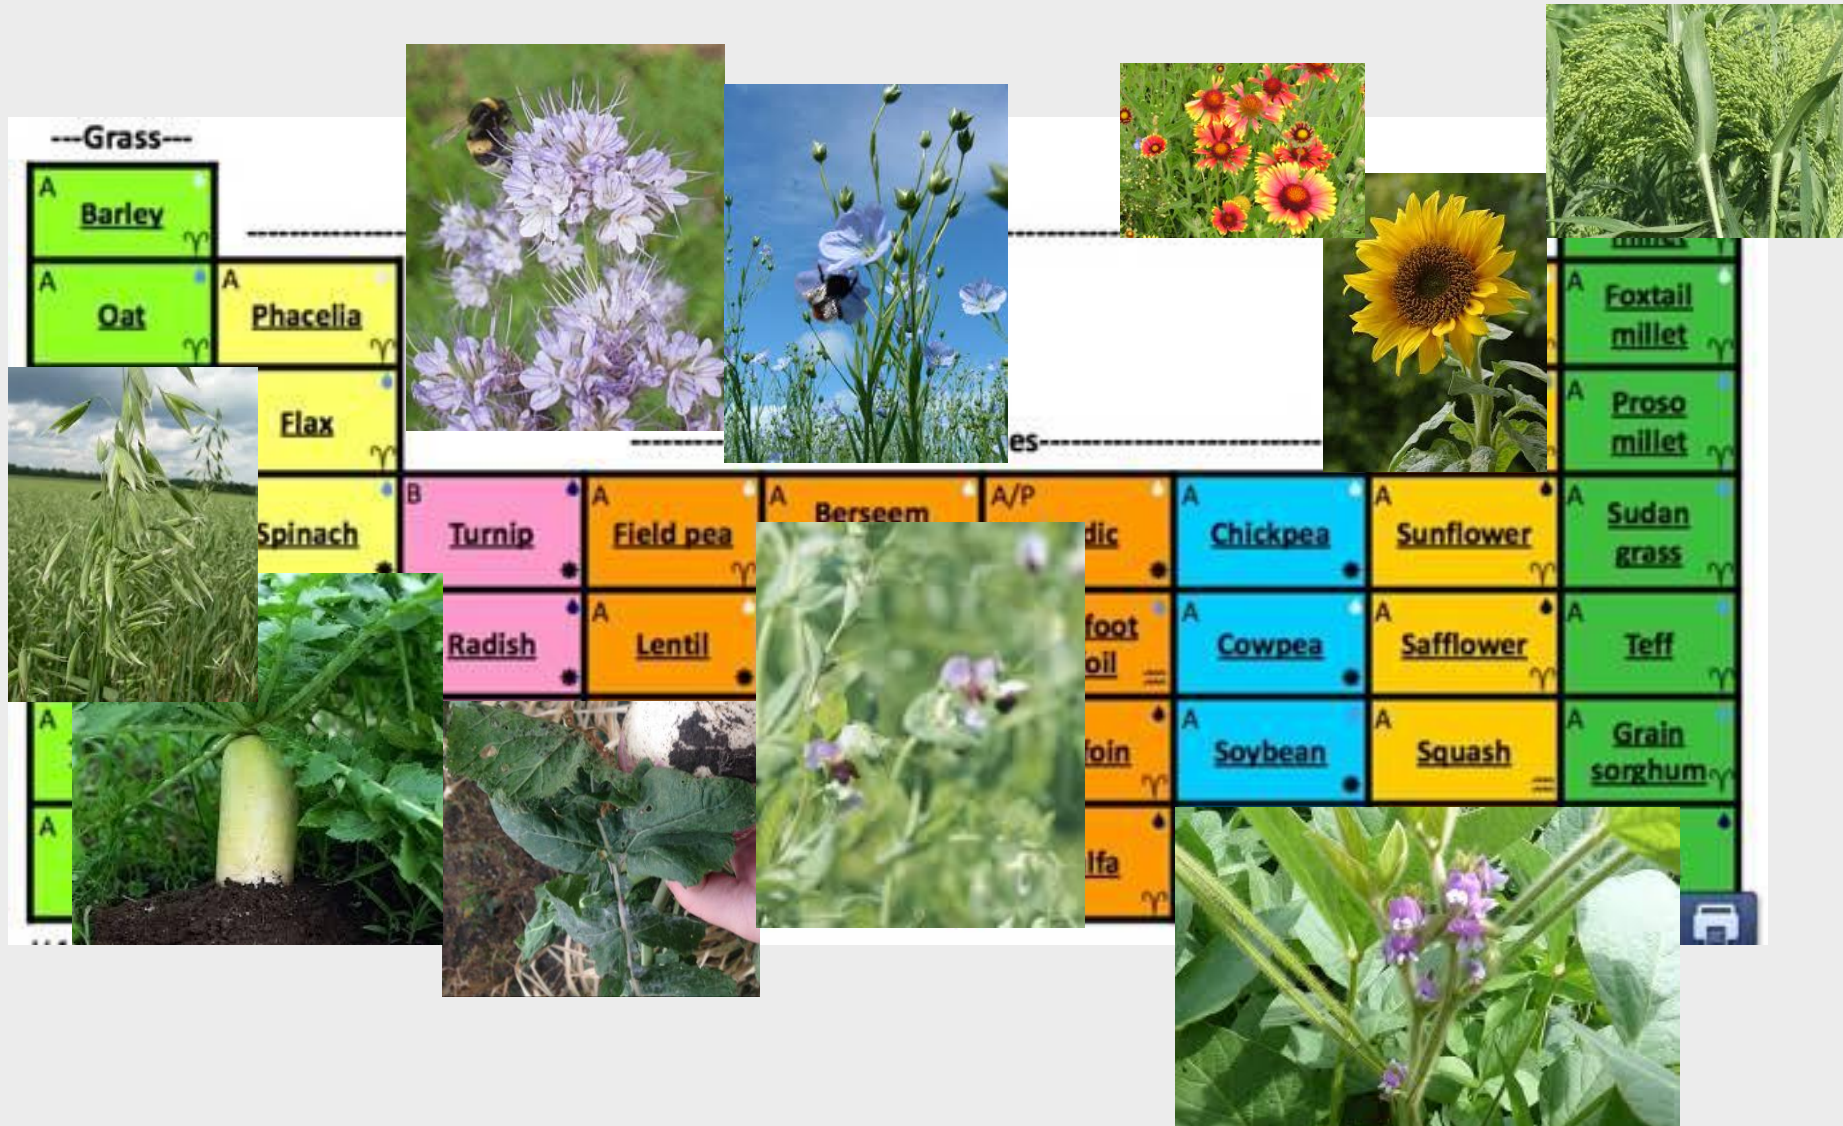 ---Grass---
A
Barley
A
Oat
A
Phacelia
Flax
es
Spinach
B
Turnip
A
Field pea
A
Berseem
A/P
dic
A
Chickpea
A
Sunflower
millet
A
Foxtail
millet
A
Proso
millet
A
Sudan
grass
Radish
A
Lentil
foot
oil
A
Cowpea
A
Safflower
A
Teff
A
foin
A
Soybean
A
Squash
A
Grain
sorghum
A
lfa